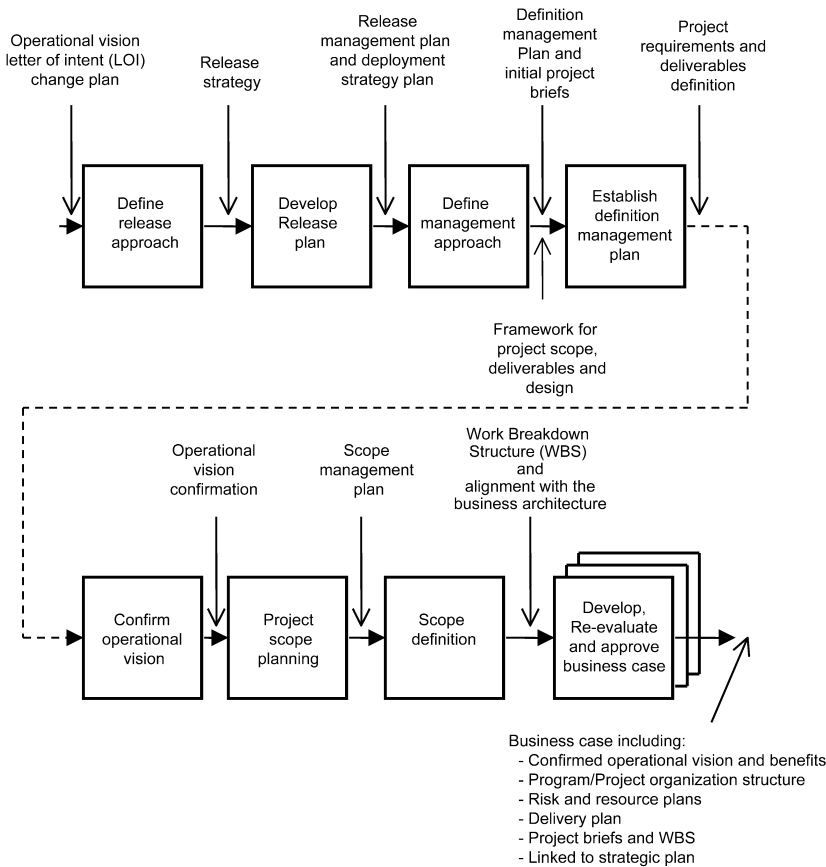 Operational vision
letter of intent (LOI)
change plan
Release
strategy
Release
management plan
and deployment
strategy plan
Definition
management
Plan and
initial project
briefs
Project
requirements and
deliverables
definition
Define
release
approach
Develop
Release
plan
Define
management
approach
Establish
definition
management
plan
Framework for
project scope,
deliverables and
design
Operational
vision
confirmation
Scope
management
plan
Work Breakdown
Structure (WBS)
and
alignment with the
business architecture
Confirm
operational
vision
Project
scope
planning
Scope
definition
Develop,
Re-evaluate
and approve
business case
Business case including:
- Confirmed operational vision and benefits
- Program/Project organization structure
- Risk and resource plans
- Delivery plan
- Project briefs and WBS
- Linked to strategic plan